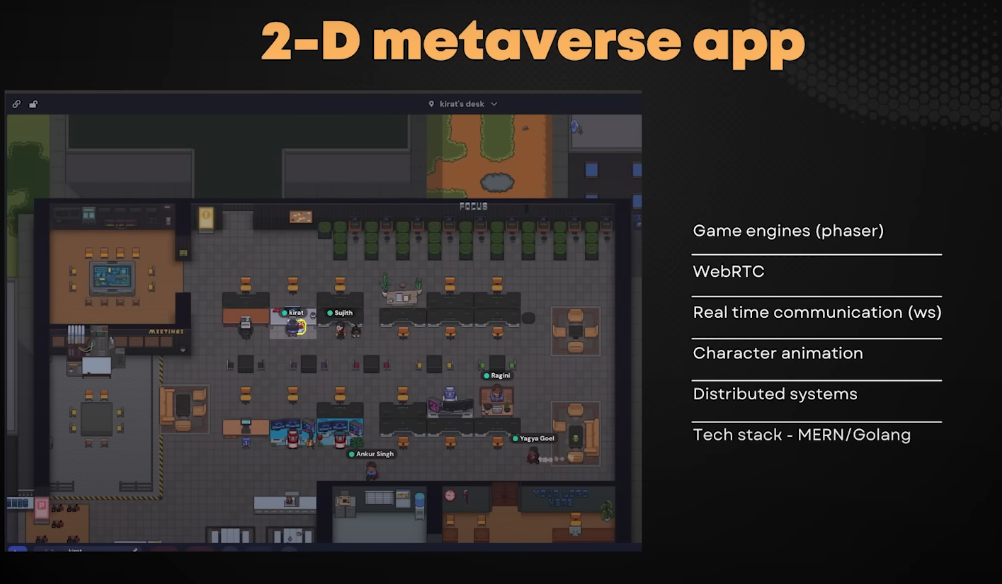 2-D metaverse app
kirat's desk
FOCUS
kirat
Sujith
MEETINGS
Ragini
Yagya Goel
Ankur Singh
Game engines (phaser)
WebRTC
Real time communication (ws)
Character animation
Distributed systems
Tech stack - MERN/Golang